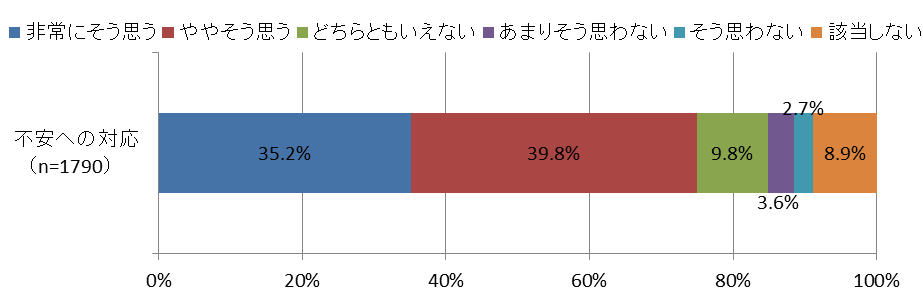 非常にそう思う ややそう思う どちらともいえない あまりそう思わない そう思わない 該当しない
2.7%
不安への対応
（n=1790）
35.2% 39.8% 9.8% 8.9%
3.6%
0% 20% 40% 60% 80% 100%